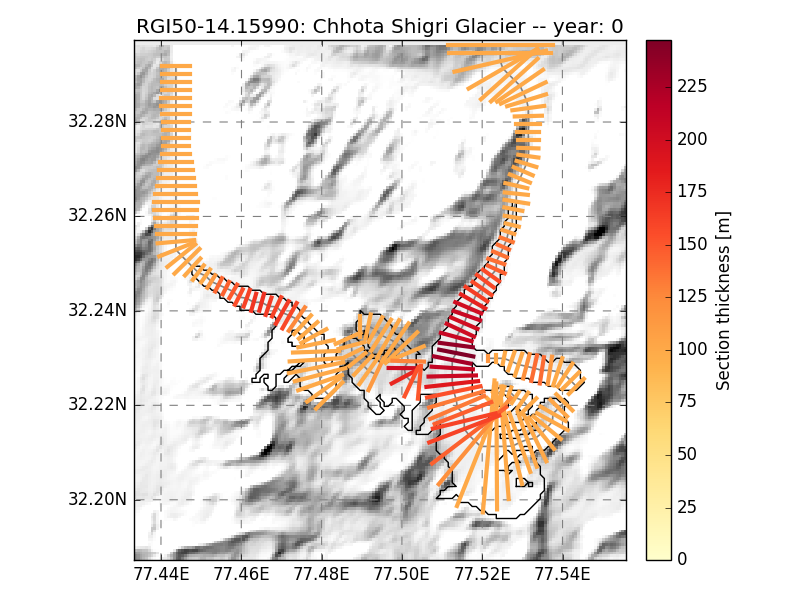 RGI50-14.15990: Chhota Shigri Glacier -- year: 0
32.28N
32.26N
32.24N
32.22N
32.20N
77.44E 77.46E 77.48E 77.50E 77.52E 77.54E
225
200
175
150
125
100
75
50
25
0
Section thickness [m]